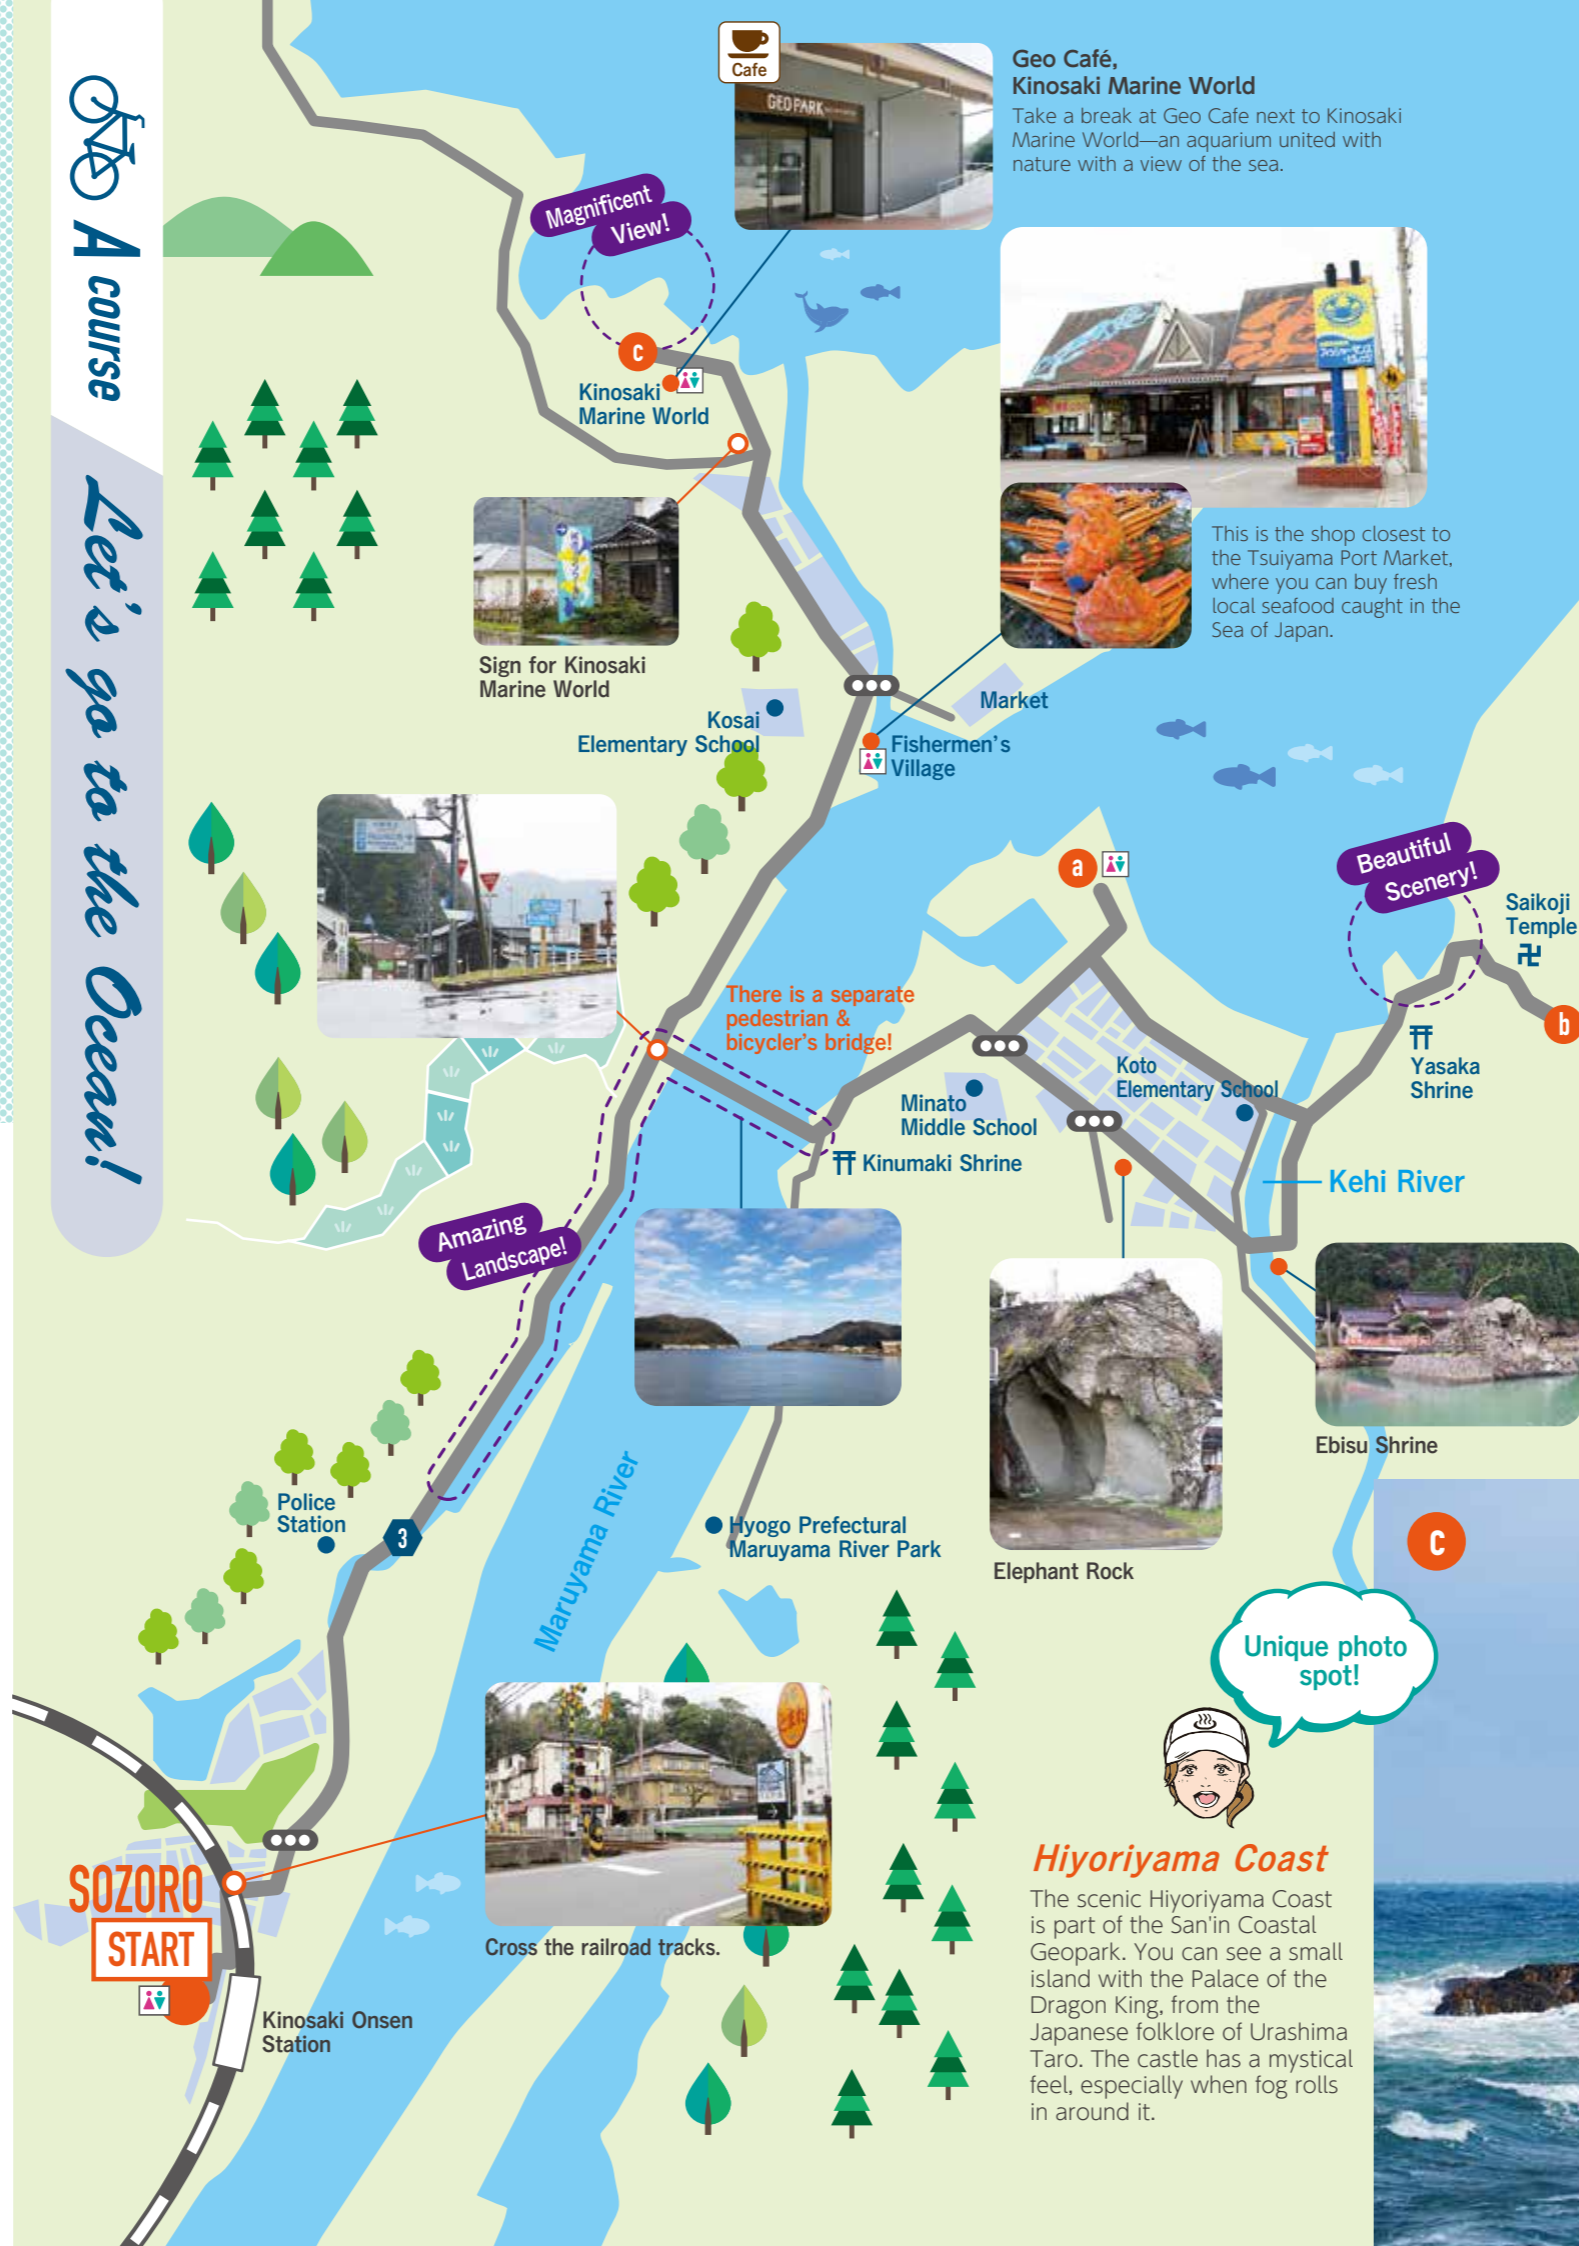 A course
Let's go to the Ocean!
Cafe
GEOPARK
Geo Café,
Kinosaki Marine World
Take a break at Geo Cafe next to Kinosaki
Marine World—an aquarium united with
nature with a view of the sea.
Magnificent
View!
c
Kinosaki
Marine World
Sign for Kinosaki
Marine World
This is the shop closest to
the Tsuiyama Port Market,
where you can buy fresh
local seafood caught in the
Sea of Japan.
Market
Kosai
Elementary School
Fishermen's
Village
a
Beautiful
Scenery!
Saikoji
Temple
卍
b
There is a separate
pedestrian &
bicycler's bridge!
Yasaka
Shrine
Koto
Elementary School
Minato
Middle School
Kinumaki Shrine
Kehi River
Amazing
Landscape!
Ebisu Shrine
Elephant Rock
Police
Station
3
Maruyama River
Hyogo Prefectural
Maruyama River Park
c
Unique photo
spot!
Hiyoriyama Coast
The scenic Hiyoriyama Coast
is part of the San'in Coastal
Geopark. You can see a small
island with the Palace of the
Dragon King, from the
Japanese folklore of Urashima
Taro. The castle has a mystical
feel, especially when fog rolls
in around it.
Cross the railroad tracks.
SOZORO
START
Kinosaki Onsen
Station